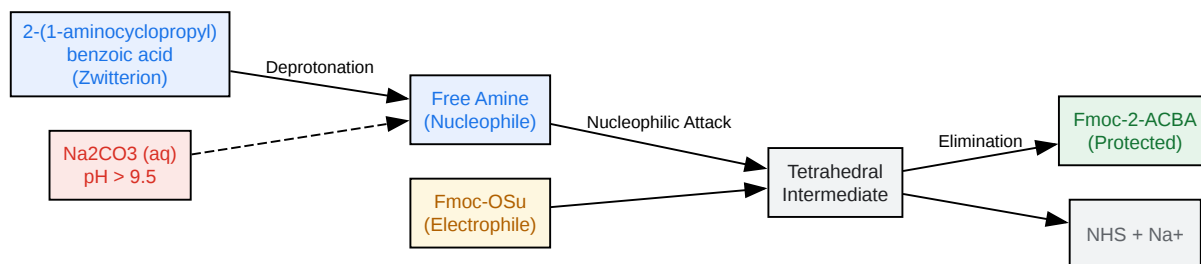 2-(1-aminocyclopropyl)
benzoic acid
(Zwitterion)
Deprotonation
Na2CO3 (aq)
pH > 9.5
Free Amine
(Nucleophile)
Nucleophilic Attack
Fmoc-OSu
(Electrophile)
Tetrahedral
Intermediate
Elimination
Fmoc-2-ACBA
(Protected)
NHS + Na+